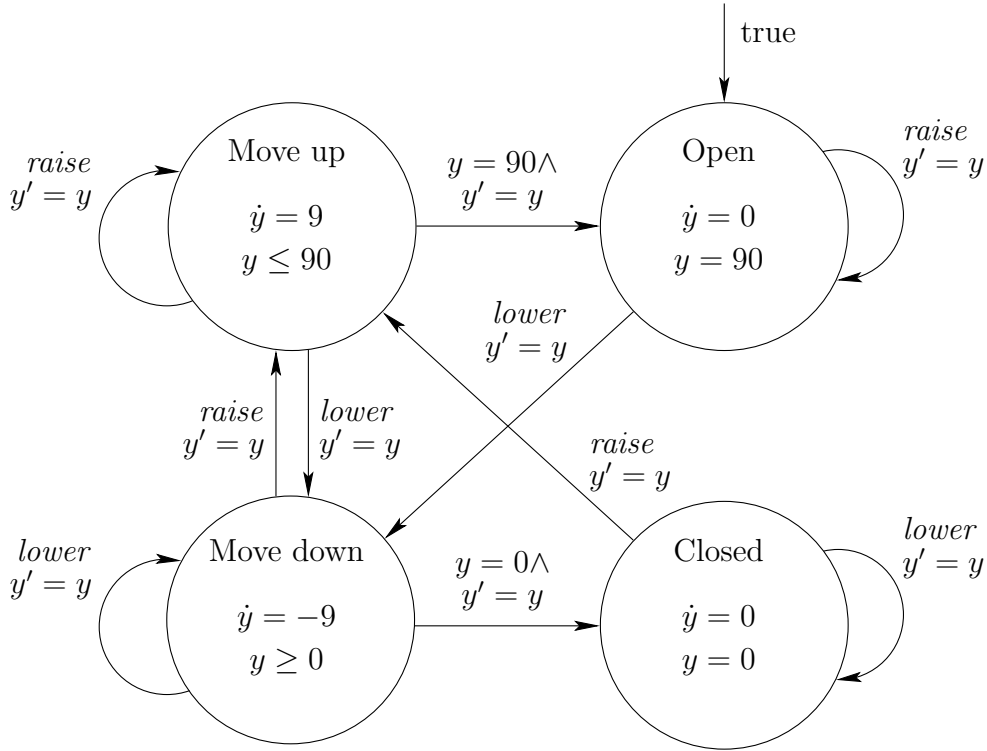 true
Move up
ẏ = 9
y ≤ 90
raise
y′ = y
y = 90∧
y′ = y
Open
ẏ = 0
y = 90
raise
y′ = y
lower
y′ = y
raise
y′ = y
lower
y′ = y
raise
y′ = y
Move down
ẏ = −9
y ≥ 0
lower
y′ = y
y = 0∧
y′ = y
Closed
ẏ = 0
y = 0
lower
y′ = y